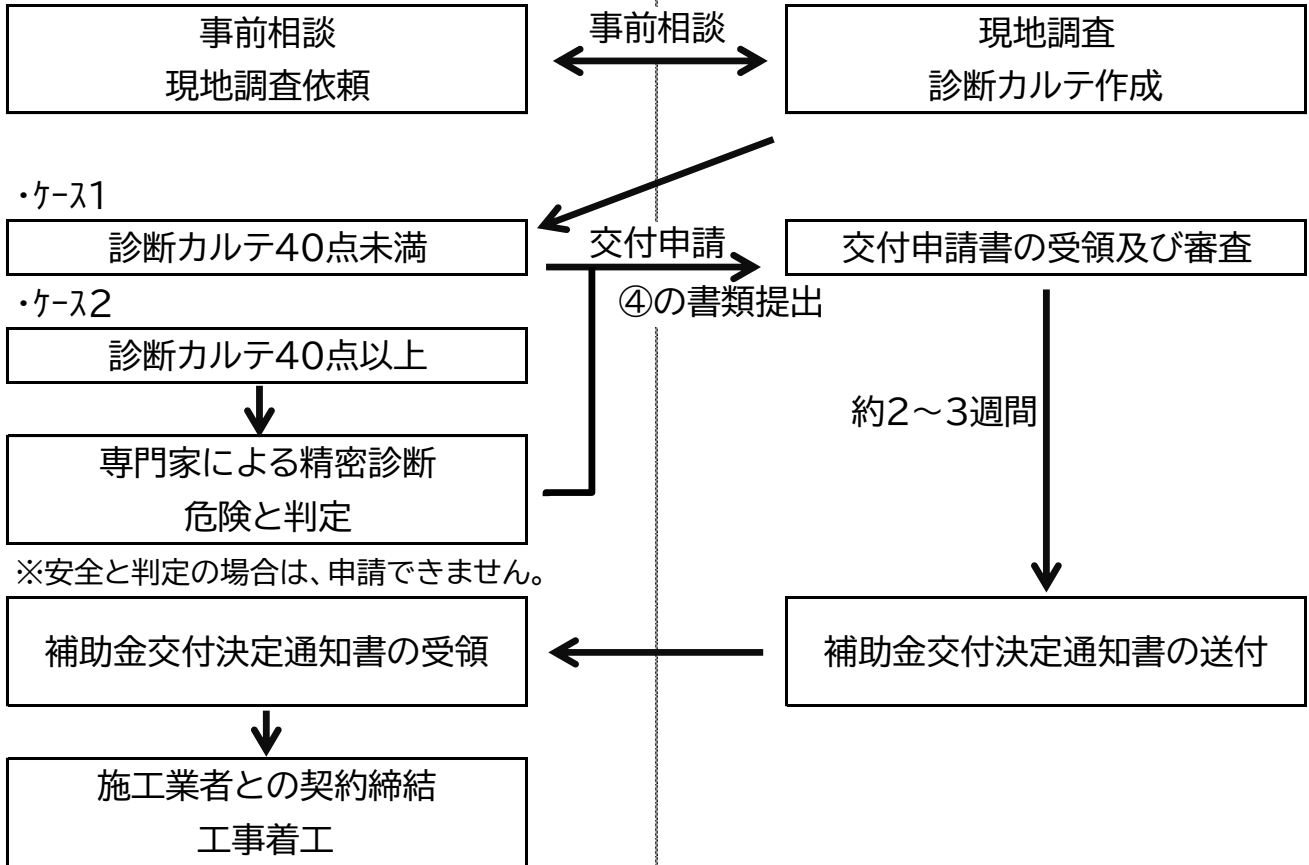 事前相談
現地調査依頼
事前相談
現地調査
診断カルテ作成
・ｹｰｽ1
診断カルテ40点未満
交付申請
交付申請書の受領及び審査
・ｹｰｽ2
④の書類提出
診断カルテ40点以上
約2～3週間
専門家による精密診断
危険と判定
※安全と判定の場合は、申請できません。
補助金交付決定通知書の受領
補助金交付決定通知書の送付
施工業者との契約締結
工事着工